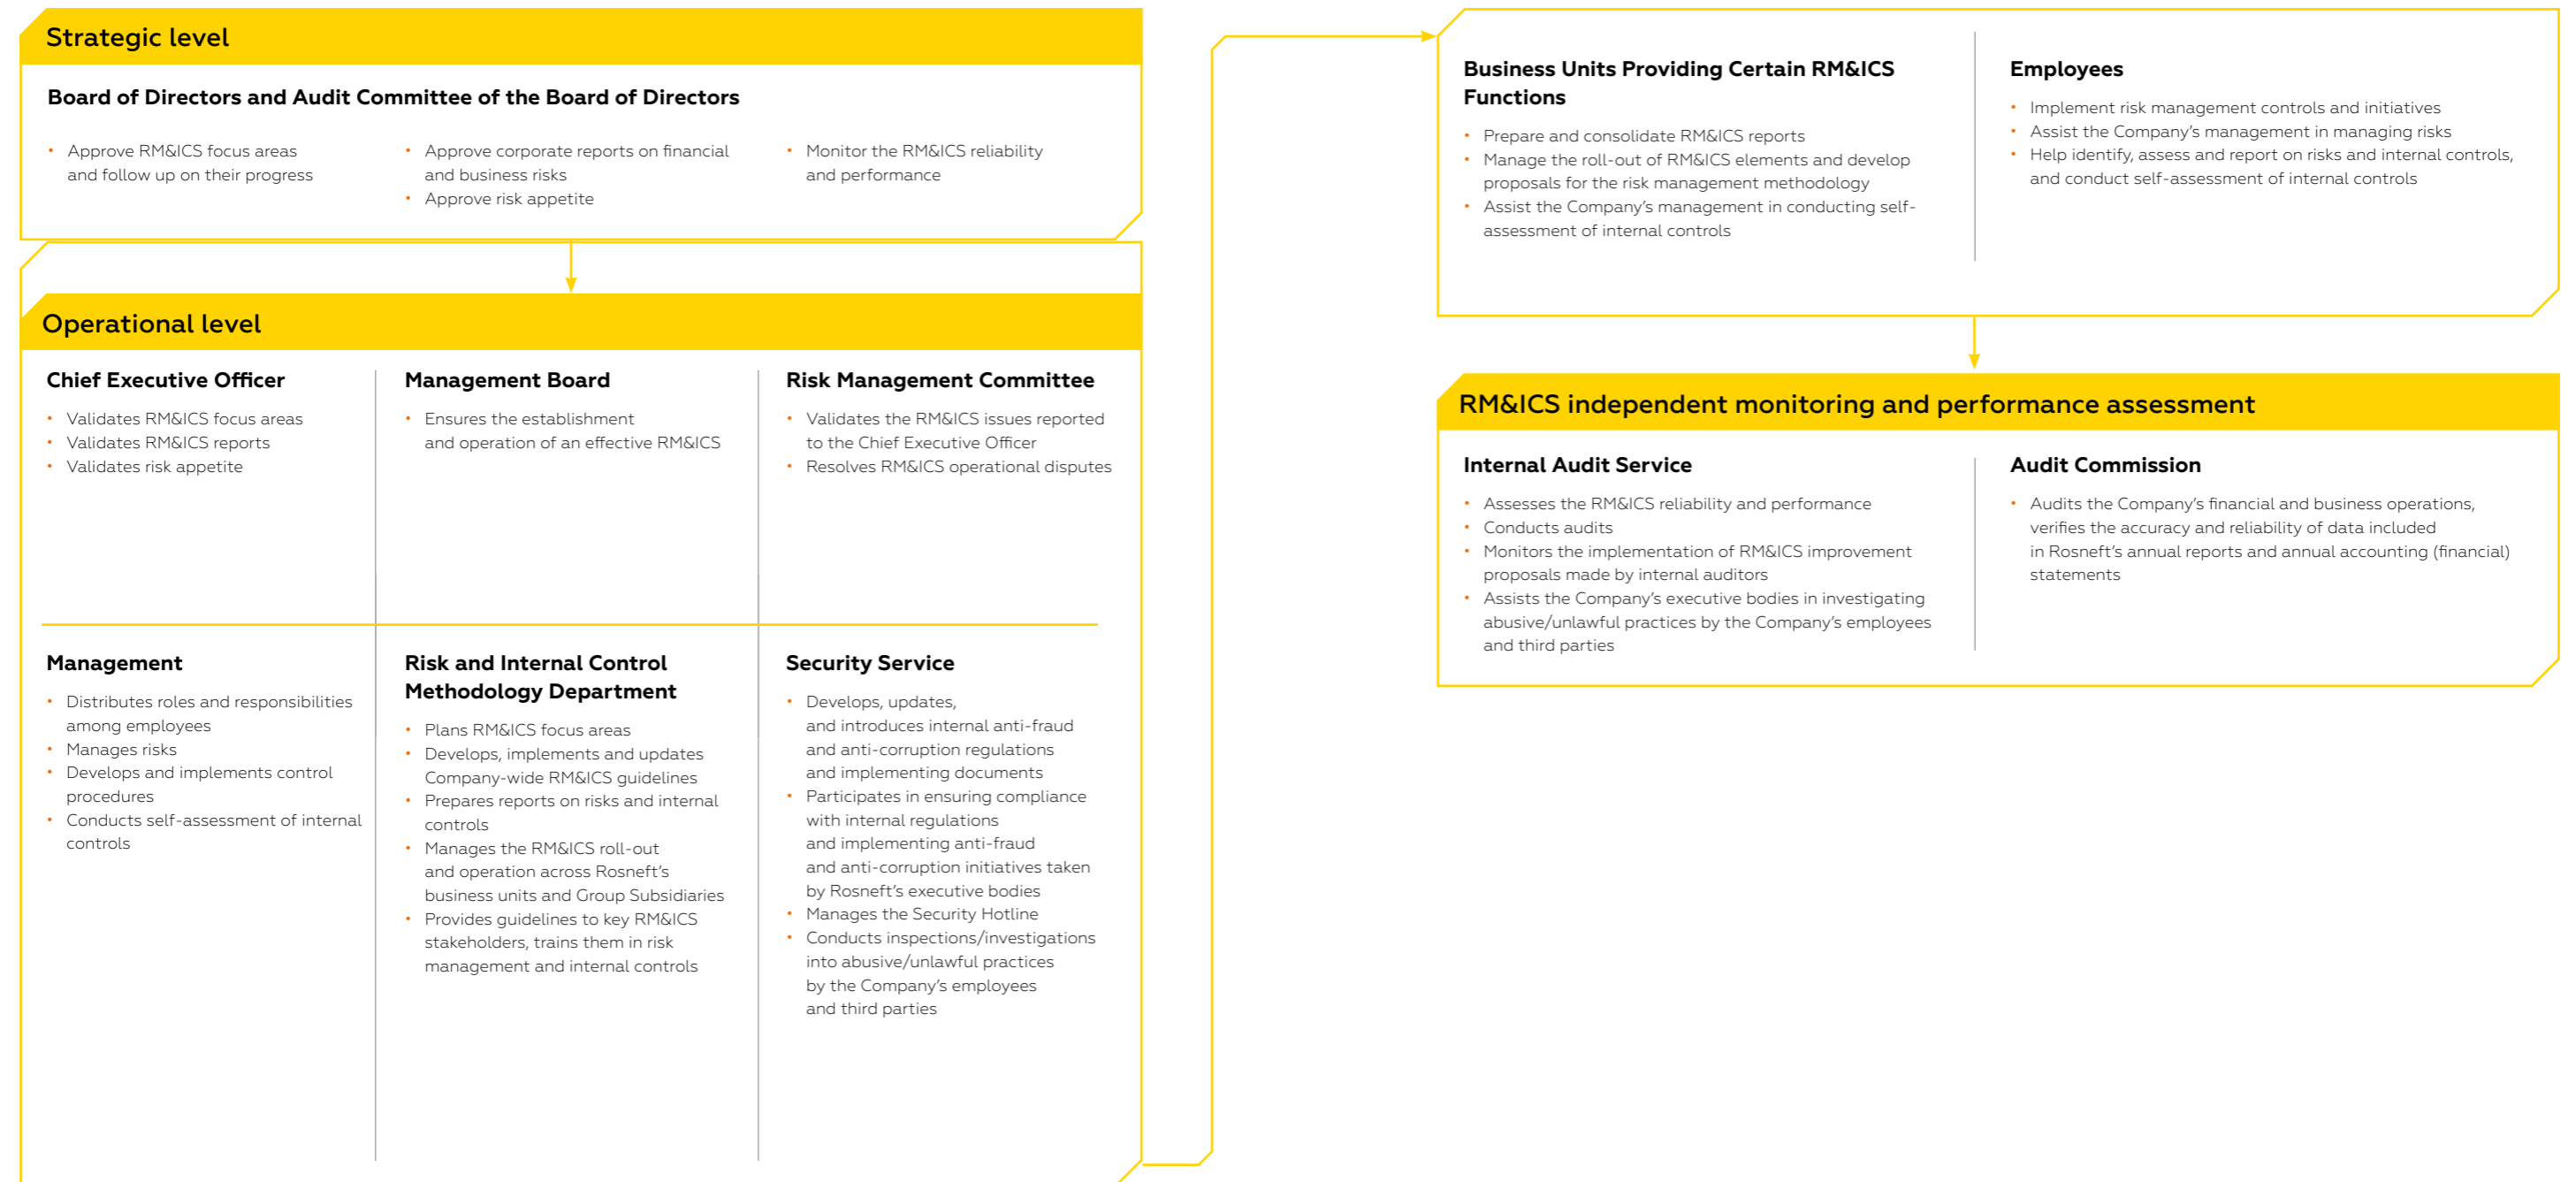 Strategic level
Board of Directors and Audit Committee of the Board of Directors
• Approve RM&ICS focus areas
and follow up on their progress
• Approve corporate reports on financial
and business risks
• Approve risk appetite
• Monitor the RM&ICS reliability
and performance
Operational level
Chief Executive Officer
• Validates RM&ICS focus areas
• Validates RM&ICS reports
• Validates risk appetite
Management Board
• Ensures the establishment
and operation of an effective RM&ICS
Risk Management Committee
• Validates the RM&ICS issues reported
to the Chief Executive Officer
• Resolves RM&ICS operational disputes
Management
• Distributes roles and responsibilities
among employees
• Manages risks
• Develops and implements control
procedures
• Conducts self-assessment of internal
controls
Risk and Internal Control
Methodology Department
• Plans RM&ICS focus areas
• Develops, implements and updates
Company-wide RM&ICS guidelines
• Prepares reports on risks and internal
controls
• Manages the RM&ICS roll-out
and operation across Rosneft's
business units and Group Subsidiaries
• Provides guidelines to key RM&ICS
stakeholders, trains them in risk
management and internal controls
Security Service
• Develops, updates,
and introduces internal anti-fraud
and anti-corruption regulations
and implementing documents
• Participates in ensuring compliance
with internal regulations
and implementing anti-fraud
and anti-corruption initiatives taken
by Rosneft's executive bodies
• Manages the Security Hotline
• Conducts inspections/investigations
into abusive/unlawful practices
by the Company's employees
and third parties
Business Units Providing Certain RM&ICS
Functions
• Prepare and consolidate RM&ICS reports
• Manage the roll-out of RM&ICS elements and develop
proposals for the risk management methodology
• Assist the Company's management in conducting self-
assessment of internal controls
Employees
• Implement risk management controls and initiatives
• Assist the Company's management in managing risks
• Help identify, assess and report on risks and internal controls,
and conduct self-assessment of internal controls
RM&ICS independent monitoring and performance assessment
Internal Audit Service
• Assesses the RM&ICS reliability and performance
• Conducts audits
• Monitors the implementation of RM&ICS improvement
proposals made by internal auditors
• Assists the Company's executive bodies in investigating
abusive/unlawful practices by the Company's employees
and third parties
Audit Commission
• Audits the Company's financial and business operations,
verifies the accuracy and reliability of data included
in Rosneft's annual reports and annual accounting (financial)
statements